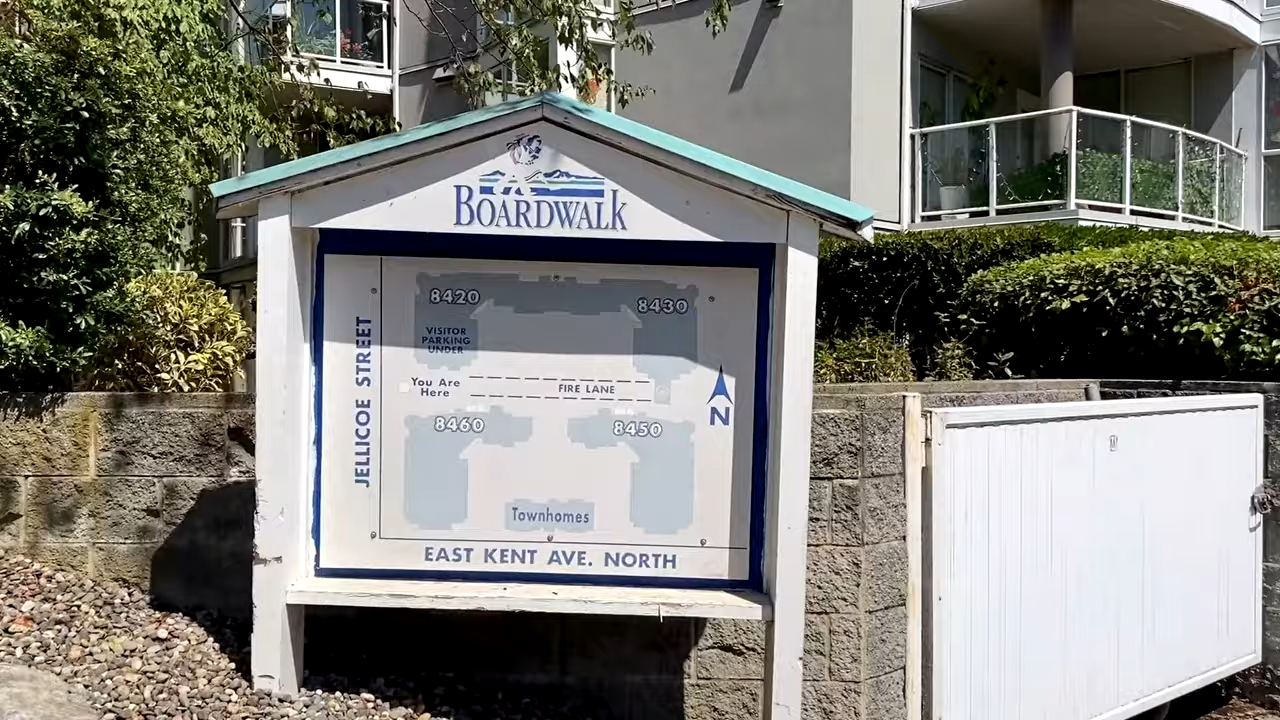 BOARDWALK
8420
8430
VISITOR
PARKING
UNDER
JELLICOE STREET
You Are
Here
FIRE LANE
N
8460
8450
Townhomes
EAST KENT AVE. NORTH